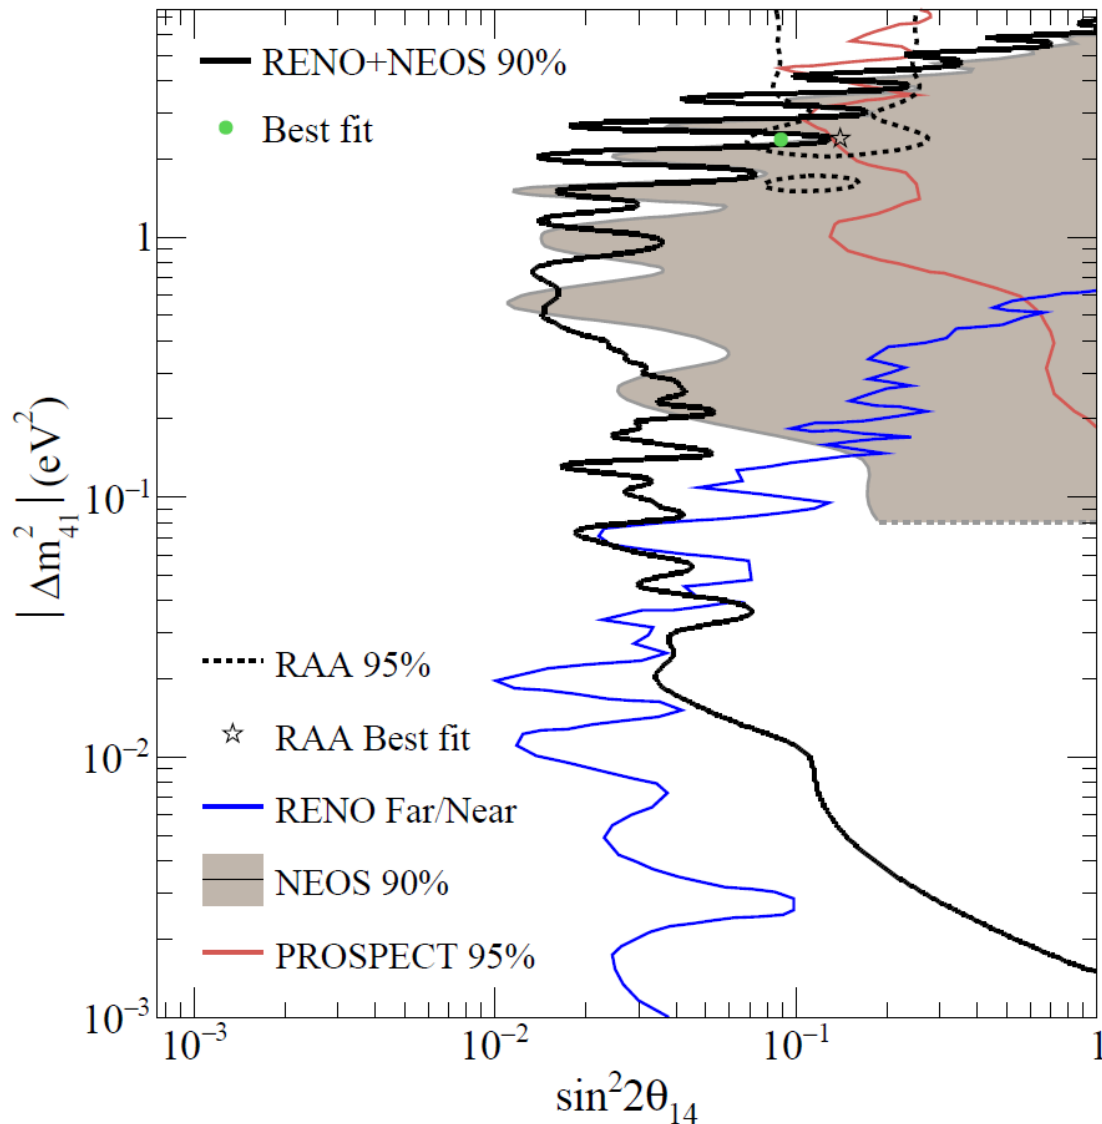 RENO+NEOS 90%
Best fit
1
|Δm²₄₁|(eV²)
10⁻¹
RAA 95%
RAA Best fit
10⁻²
RENO Far/Near
NEOS 90%
PROSPECT 95%
10⁻³
10⁻³ 10⁻² 10⁻¹ 1
sin²2θ₁₄